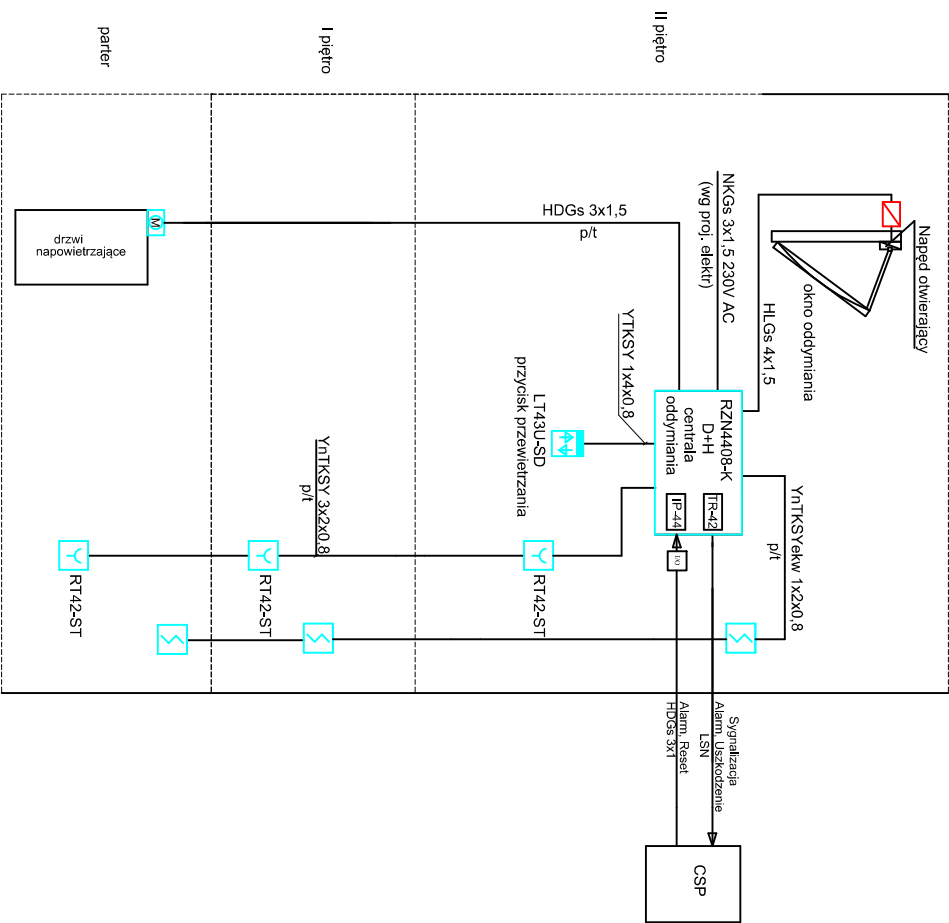 II piętro
I piętro
parter
Napęd otwierający
okno oddymiania
HLGs 4x1,5
NKGs 3x1,5 230V AC
(wg proj. elektr)
HDGs 3x1,5
p/t
YTKSY 1x4x0,8
RZN4408-K
D+H
centrala
oddymiania
TR-42
IP-44
I/O
LT43U-SD
przycisk przewietrzania
YnTKSYekw 1x2x0,8
p/t
YnTKSY 3x2x0,8
p/t
RT42-ST
RT42-ST
RT42-ST
M
drzwi
napowietrzające
Sygnalizacja
Alarm, Uszkodzenie
LSN
Alarm, Reset
HDGs 3x1
CSP